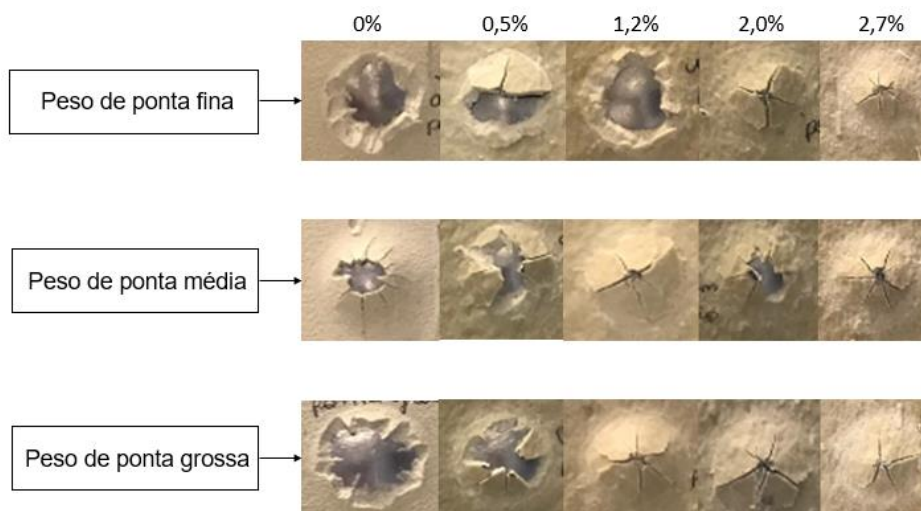 0% 0,5% 1,2% 2,0% 2,7%
Peso de ponta fina
Peso de ponta média
Peso de ponta grossa